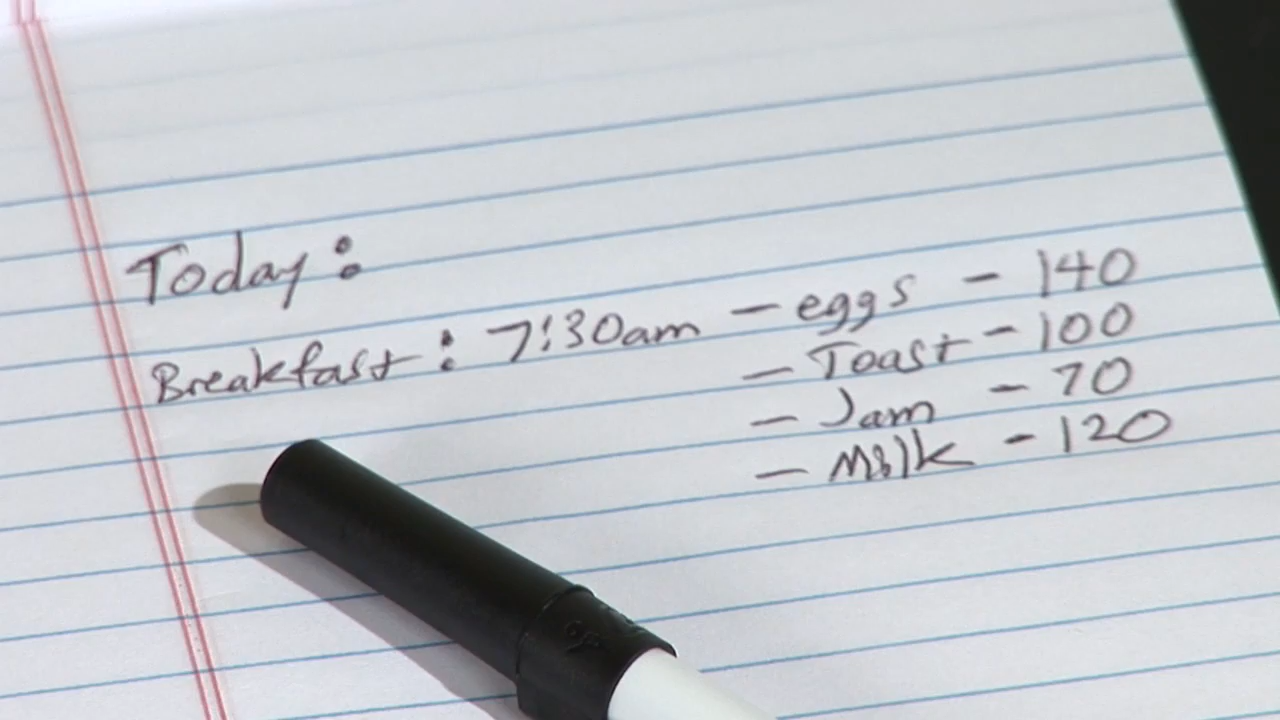 Today:
Breakfast: 7:30am - eggs - 140
- Toast - 100
- Jam - 70
- Milk - 120